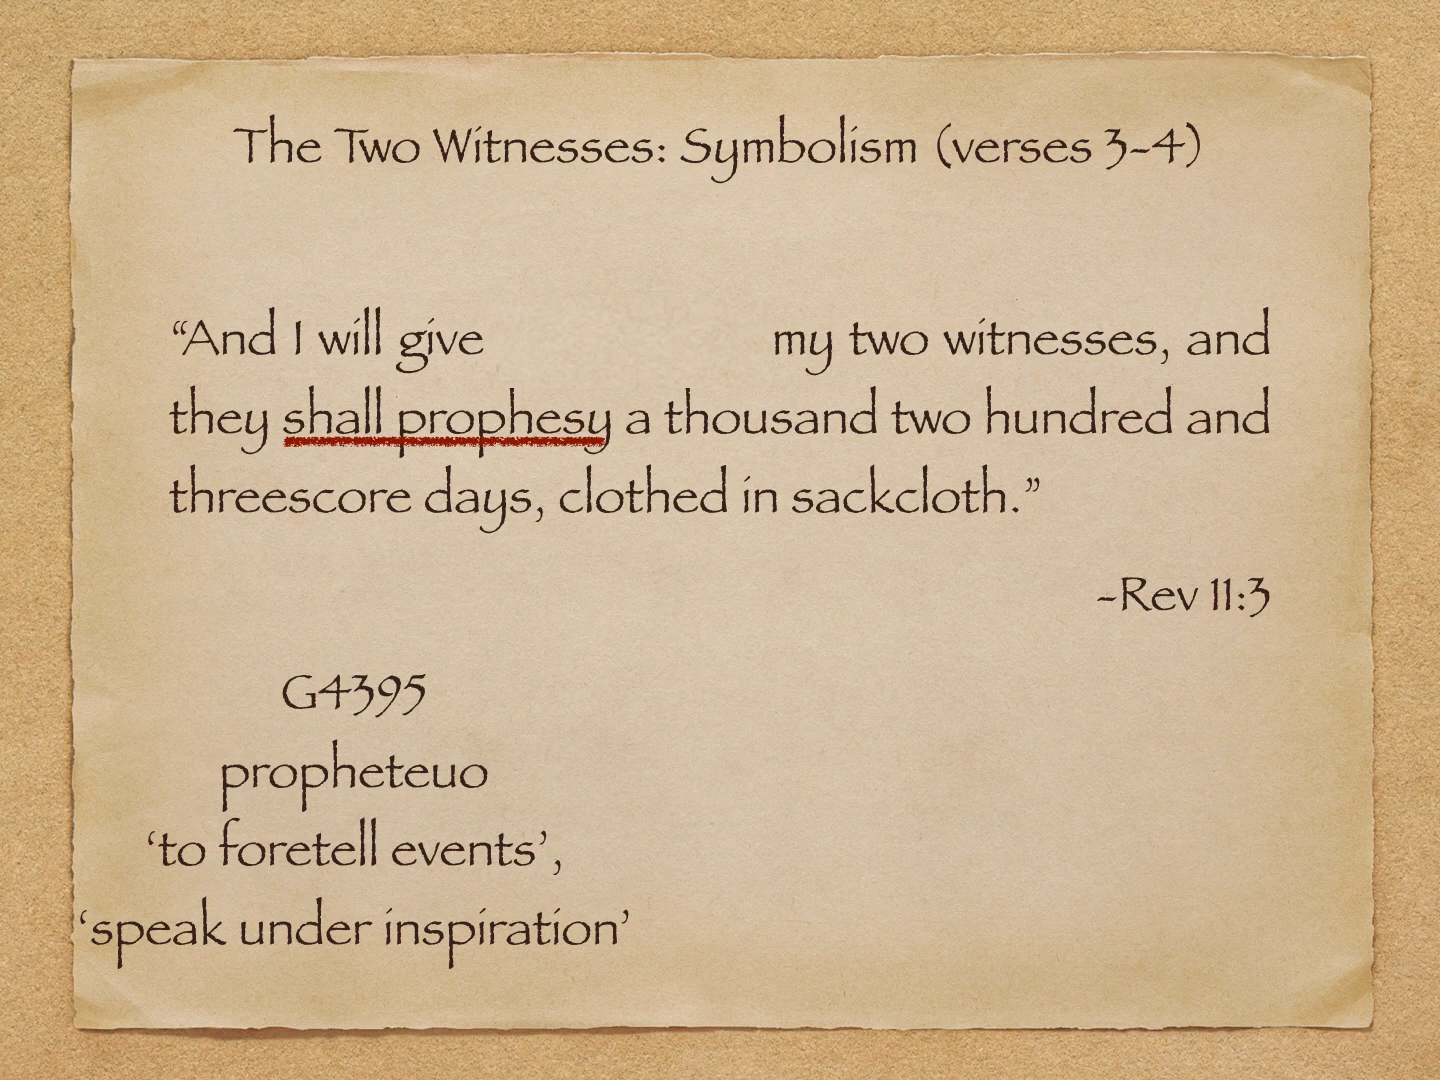 The Two Witnesses: Symbolism (verses 3-4)
“And I will give my two witnesses, and
they shall prophesy a thousand two hundred and
threescore days, clothed in sackcloth.”
-Rev 11:3
G4395
propheteuo
‘to foretell events’,
‘speak under inspiration’